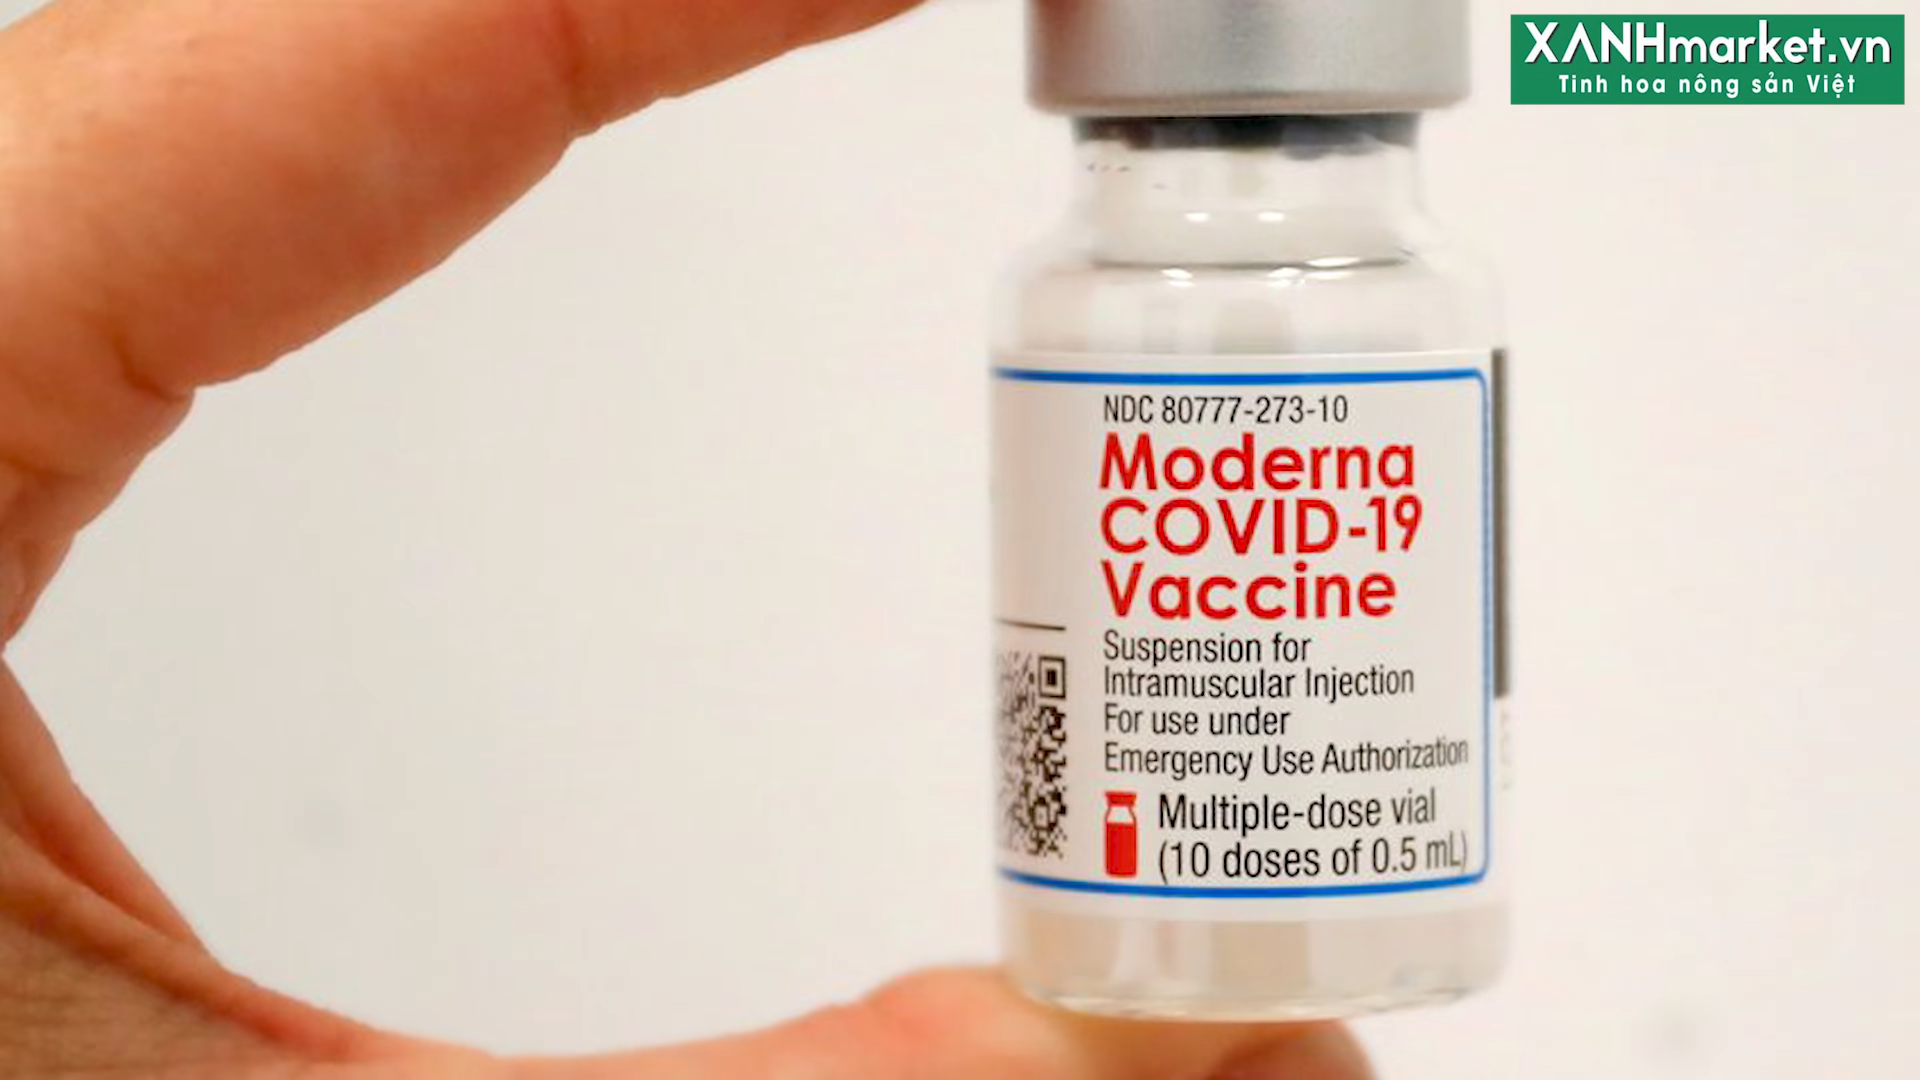 XANHmarket.vn
Tinh hoa nông sản Việt
NDC 80777-273-10
Moderna
COVID-19
Vaccine
Suspension for
Intramuscular Injection
For use under
Emergency Use Authorization
Multiple-dose vial
(10 doses of 0.5 mL)